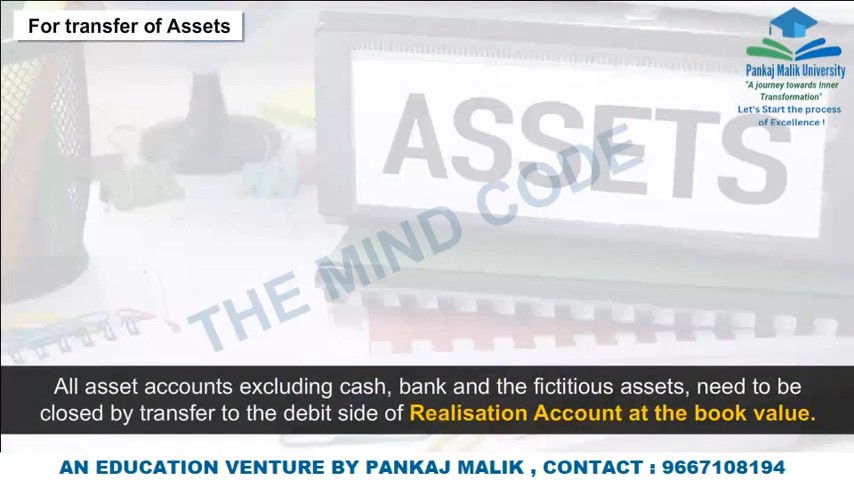 For transfer of Assets
Pankaj Malik University
"A journey towards Inner
Transformation"
Let's Start the process
of Excellence !
ASSETS
THE MIND CODE
All asset accounts excluding cash, bank and the fictitious assets, need to be
closed by transfer to the debit side of Realisation Account at the book value.
AN EDUCATION VENTURE BY PANKAJ MALIK , CONTACT : 9667108194